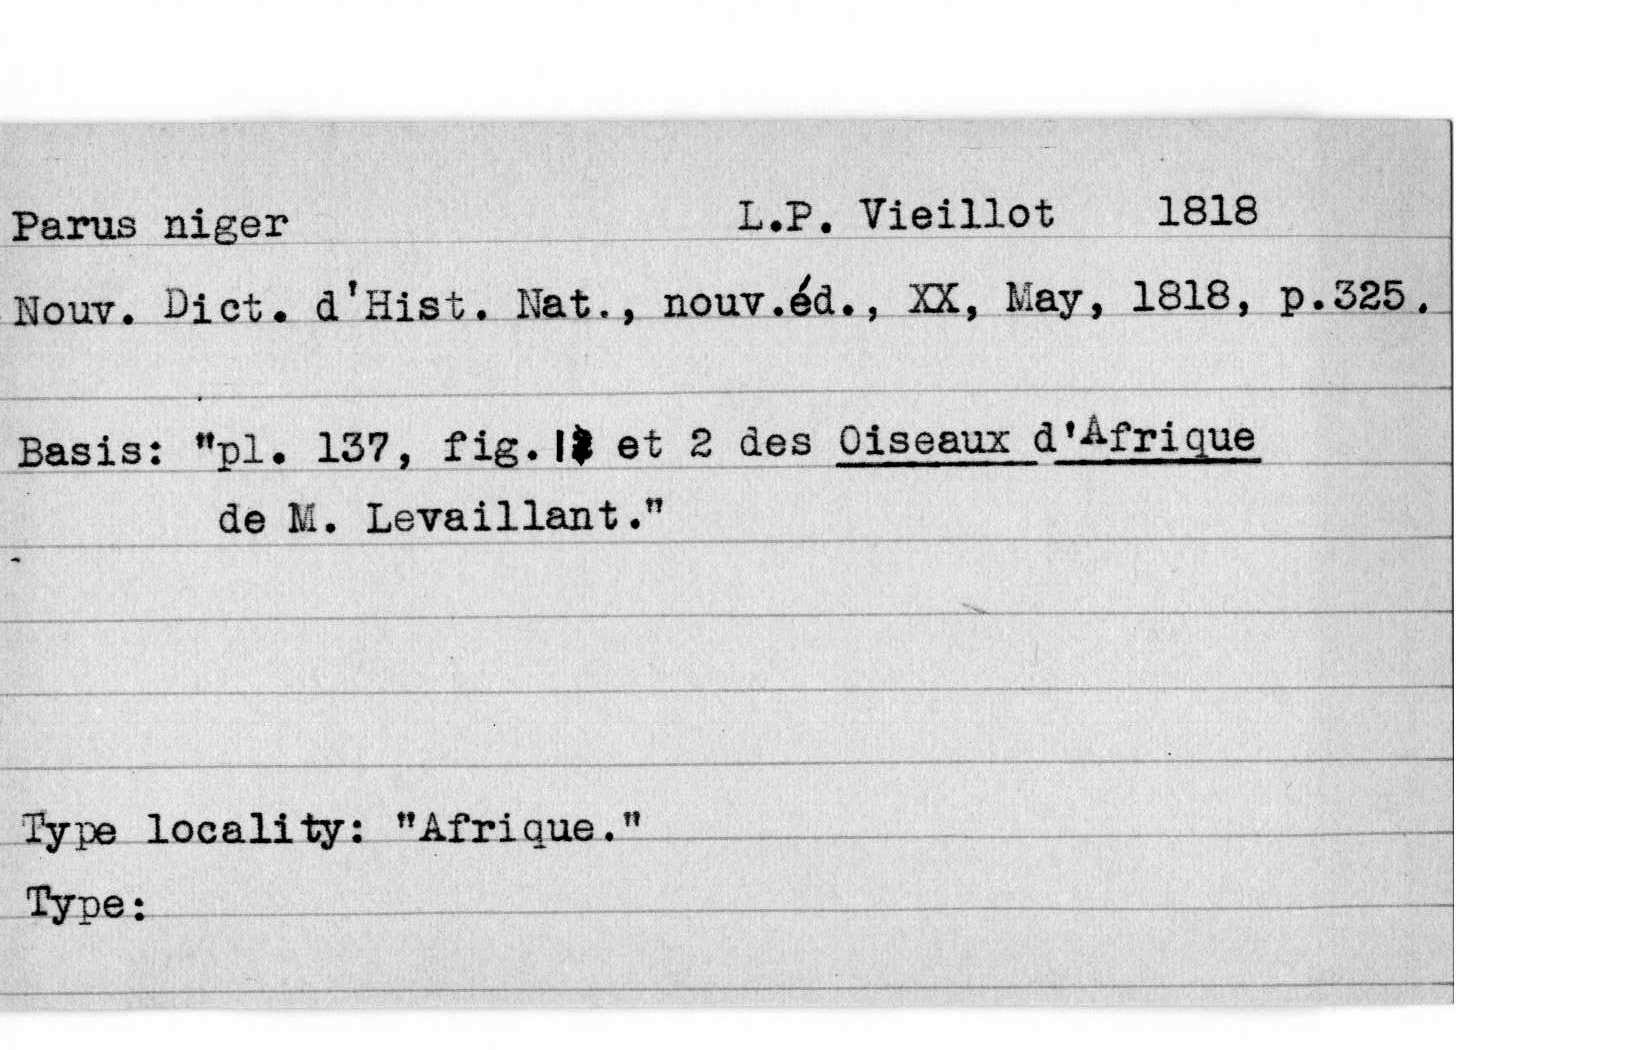 Parus niger L.P. Vieillot 1818
Nouv. Dict. d'Hist. Nat., nouv.éd., XX, May, 1818, p.325.
Basis: "pl. 137, fig.1 et 2 des Oiseaux d'Afrique
de M. Levaillant."
Type locality: "Afrique."
Type: